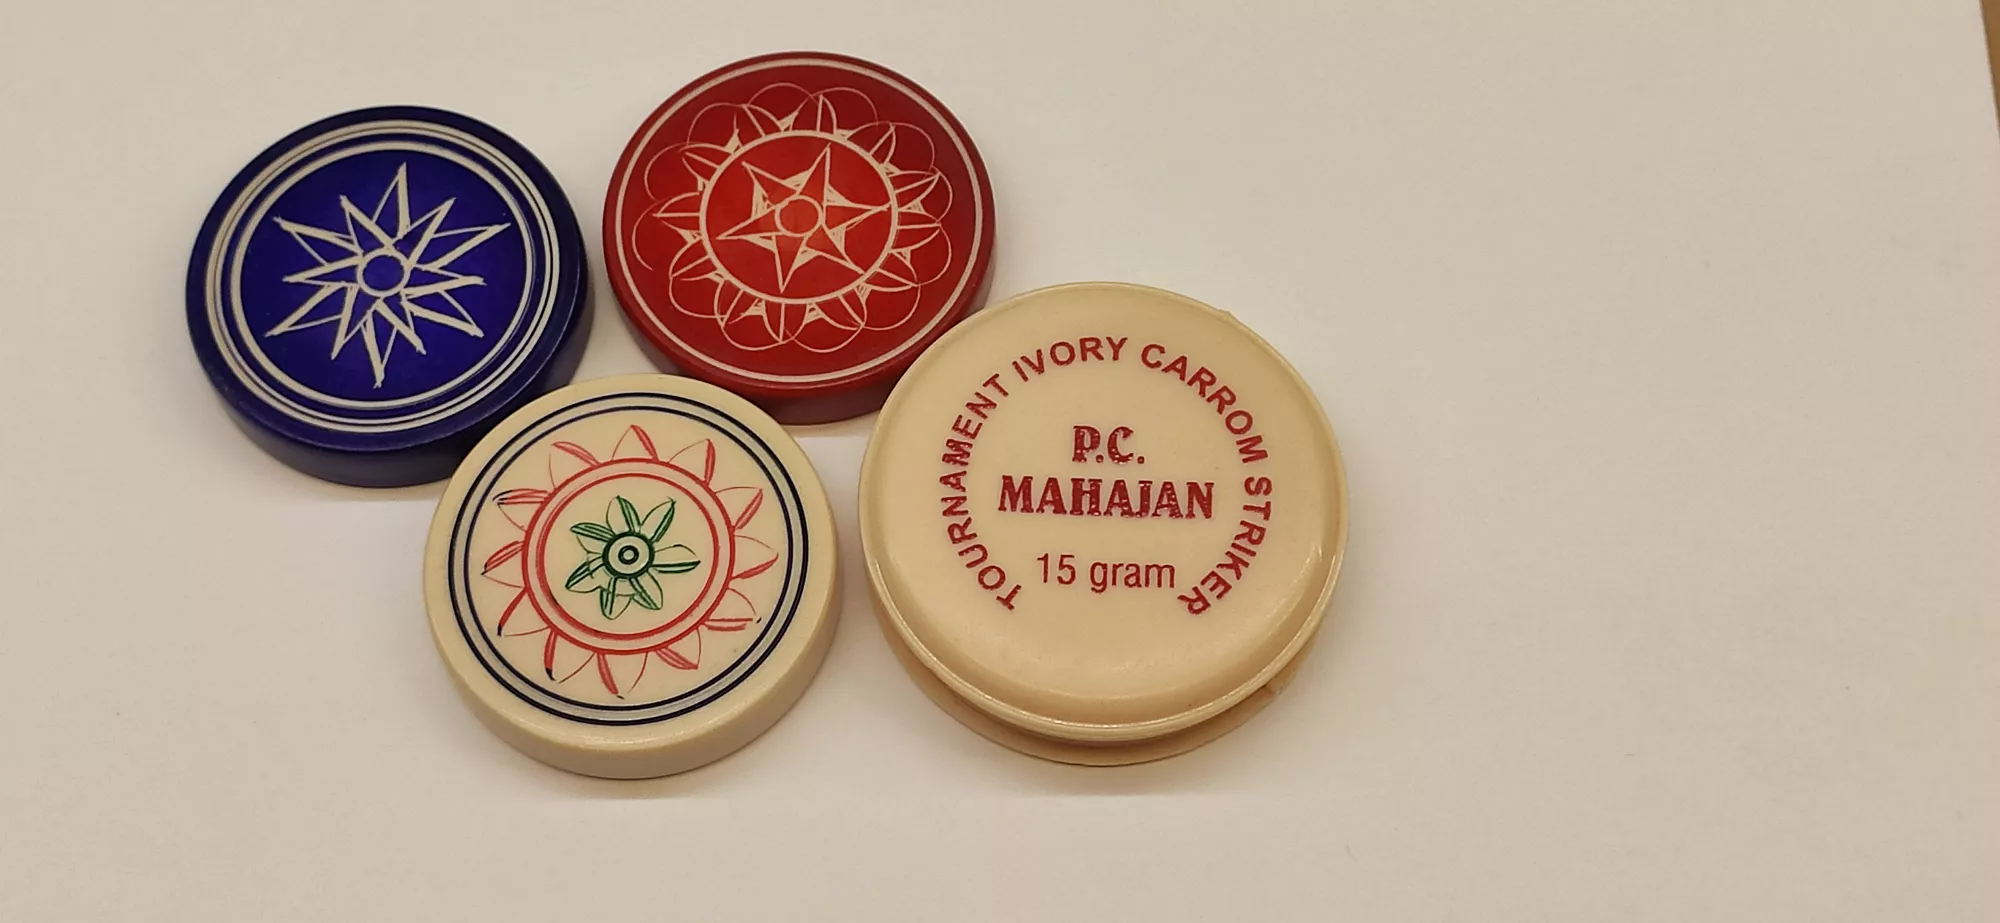 TOURNAMENT IVORY CARROM STRIKER
P.C.
MAHAJAN
15 gram